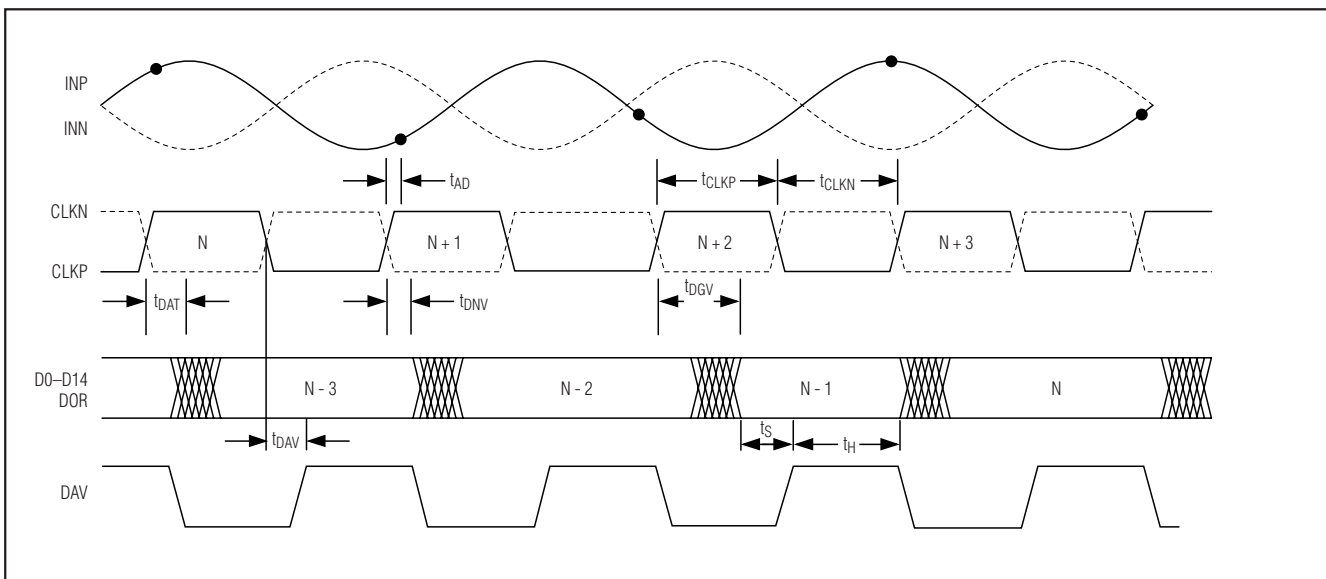 INP
INN
tAD
tCLKP
tCLKN
CLKN
N
N + 1
N + 2
N + 3
CLKP
tDAT
tDNV
tDGV
D0–D14
DOR
N - 3
N - 2
N - 1
N
tDAV
tS
tH
DAV